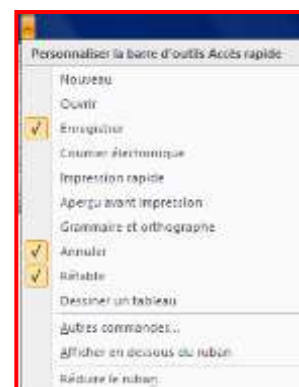 Personnaliser la barre d'outils Accès rapide
Nouveau
Ouvrir
Enregistrer
Courrier électronique
Impression rapide
Aperçu avant impression
Grammaire et orthographe
Annuler
Rétablir
Dessiner un tableau
Autres commandes...
Afficher en dessous du ruban
Réduire le ruban